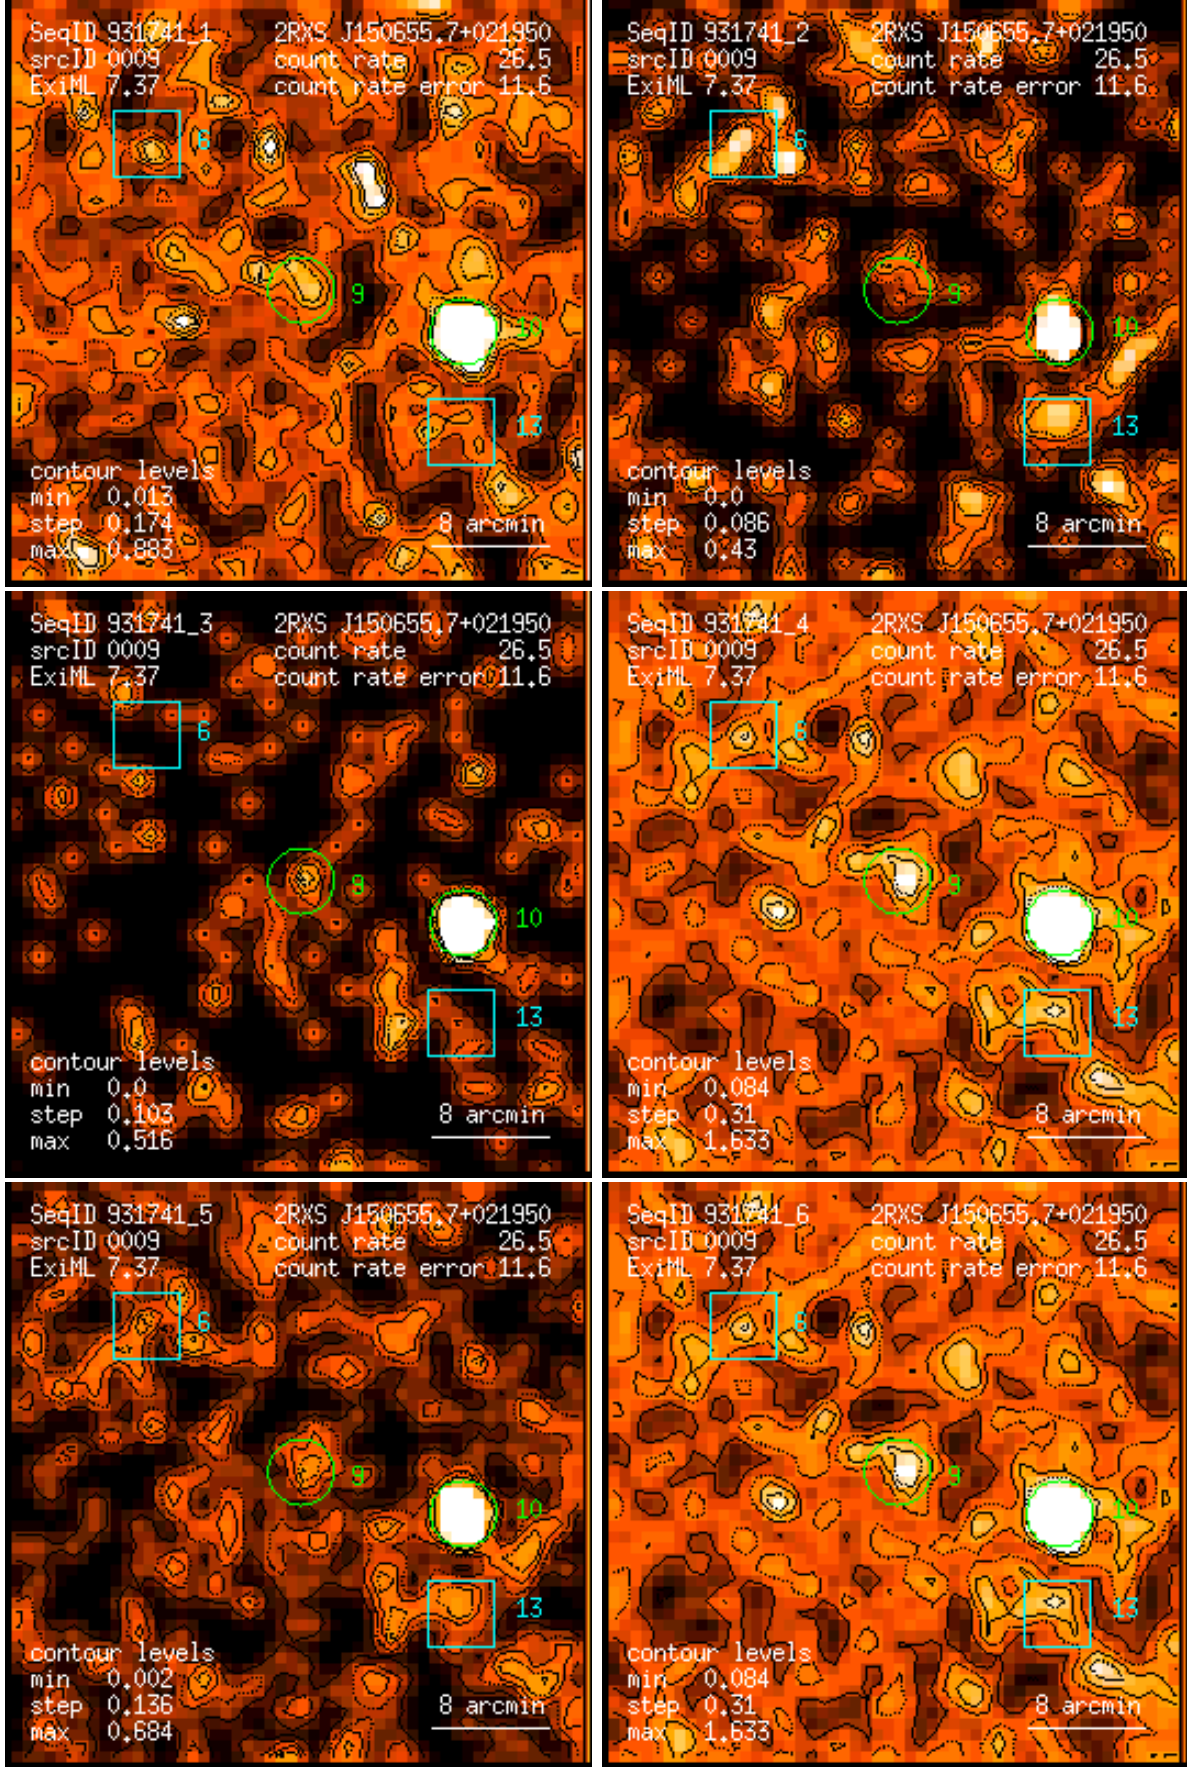 SeqID 931741_1 2RXS J150655.7+021950
srcID 0009 count rate 26.5
ExiML 7.37 count rate error 11.6
6
9
10
13
contour levels
min 0.013
step 0.174
max 0.883
8 arcmin
SeqID 931741_2 2RXS J150655.7+021950
srcID 0009 count rate 26.5
ExiML 7.37 count rate error 11.6
6
9
10
13
contour levels
min 0.0
step 0.086
max 0.43
8 arcmin
SeqID 931741_3 2RXS J150655.7+021950
srcID 0009 count rate 26.5
ExiML 7.37 count rate error 11.6
6
9
10
13
contour levels
min 0.0
step 0.103
max 0.516
8 arcmin
SeqID 931741_4 2RXS J150655.7+021950
srcID 0009 count rate 26.5
ExiML 7.37 count rate error 11.6
6
9
10
13
contour levels
min 0.084
step 0.31
max 1.633
8 arcmin
SeqID 931741_5 2RXS J150655.7+021950
srcID 0009 count rate 26.5
ExiML 7.37 count rate error 11.6
6
9
10
13
contour levels
min 0.002
step 0.136
max 0.684
8 arcmin
SeqID 931741_6 2RXS J150655.7+021950
srcID 0009 count rate 26.5
ExiML 7.37 count rate error 11.6
6
9
10
13
contour levels
min 0.084
step 0.31
max 1.633
8 arcmin